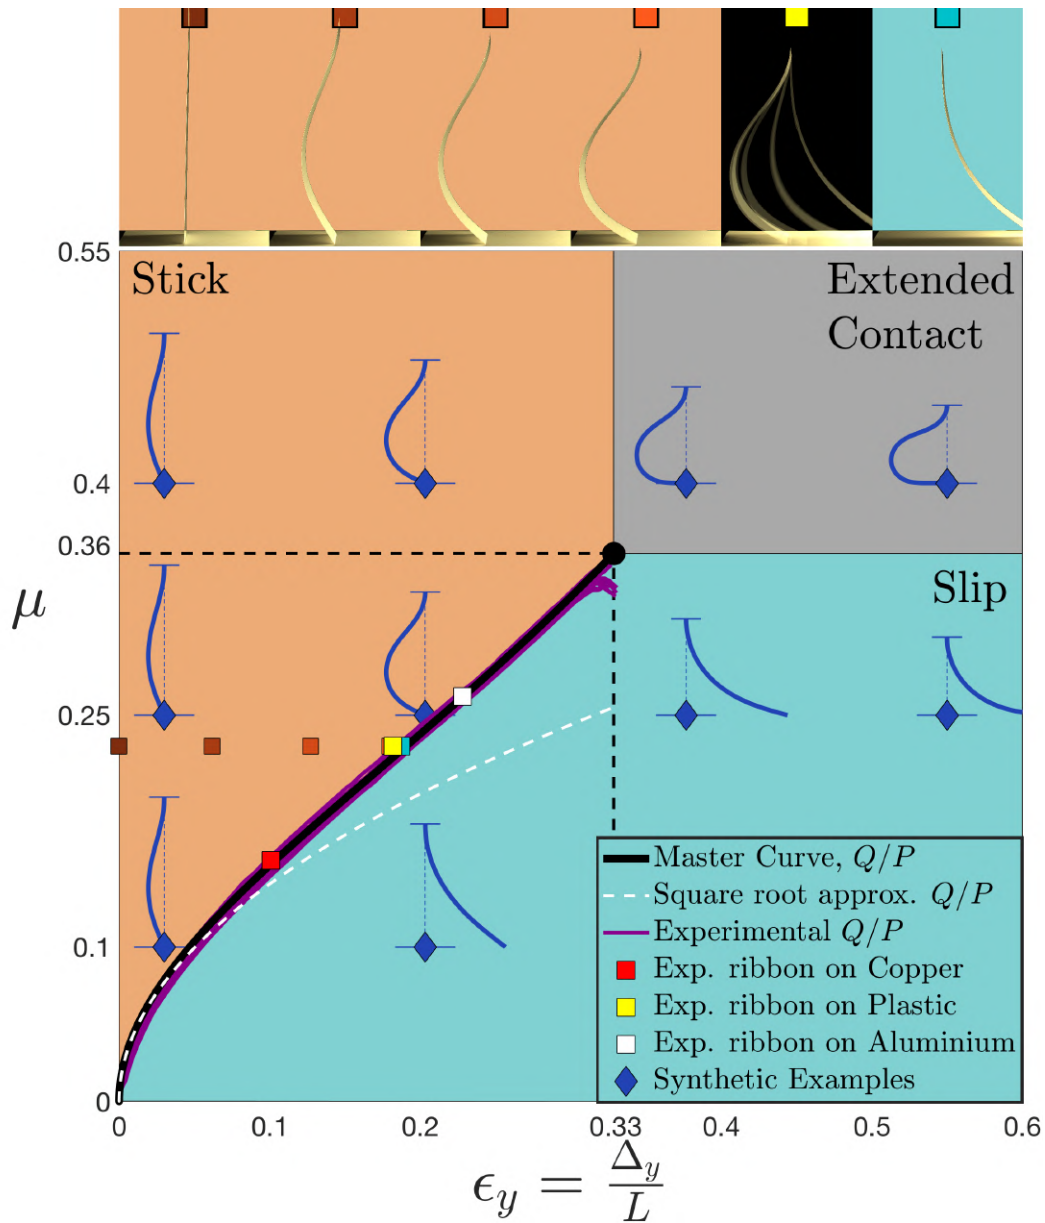 0.55
Stick
Extended
Contact
0.4
0.36
μ
Slip
0.25
0.1
0
Master Curve, Q/P
Square root approx. Q/P
Experimental Q/P
Exp. ribbon on Copper
Exp. ribbon on Plastic
Exp. ribbon on Aluminium
Synthetic Examples
0 0.1 0.2 0.33 0.4 0.5 0.6
ϵ_y = Δ_y / L